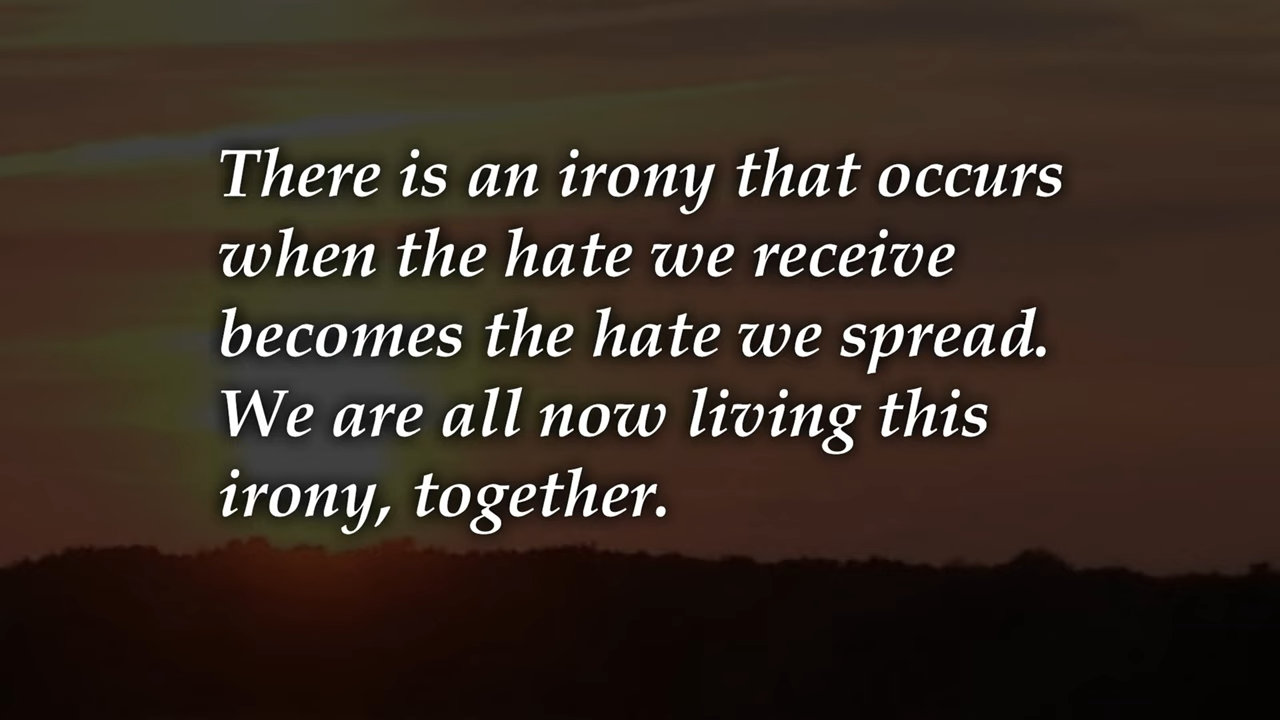 There is an irony that occurs
when the hate we receive
becomes the hate we spread.
We are all now living this
irony, together.